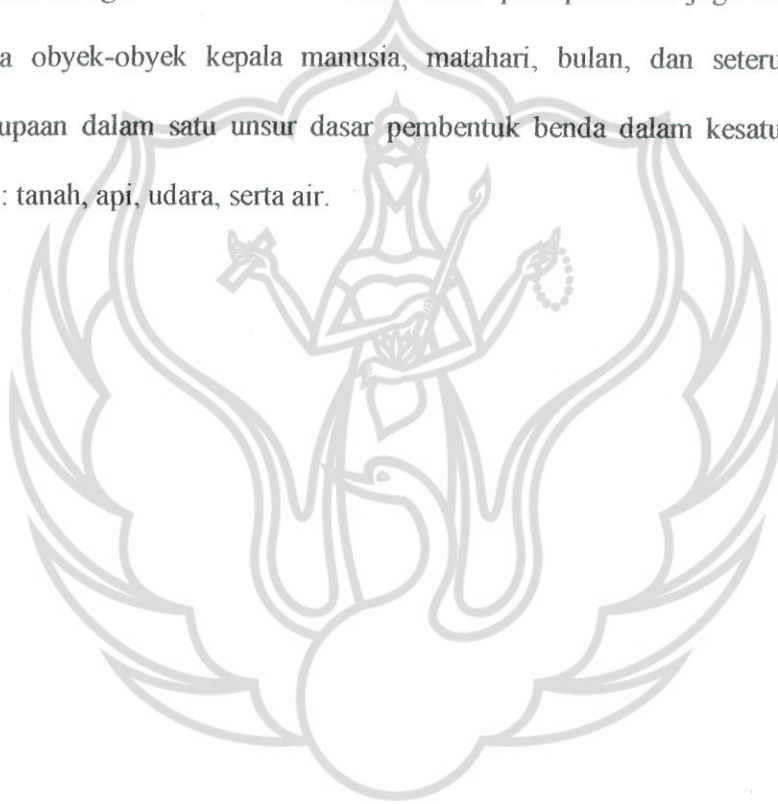 a obyek-obyek kepala manusia, matahari, bulan, dan seteru
upaan dalam satu unsur dasar pembentuk benda dalam kesatu
: tanah, api, udara, serta air.